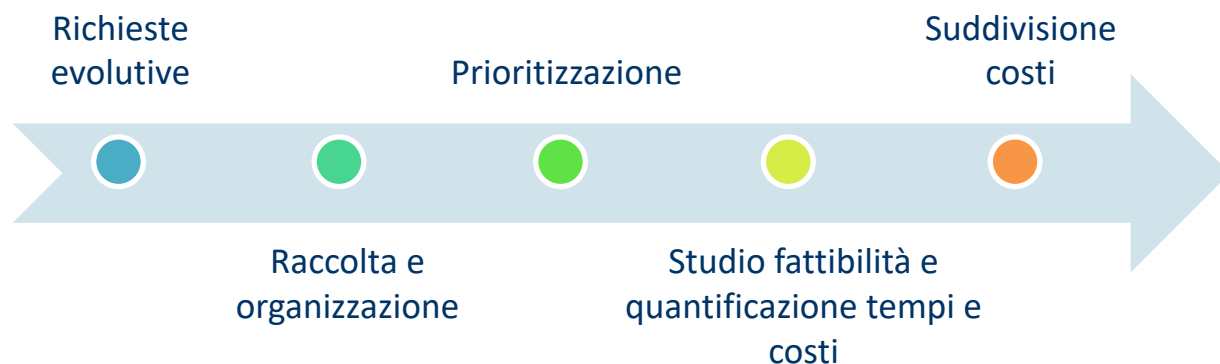 Richieste
evolutive
Raccolta e
organizzazione
Prioritizzazione
Studio fattibilità e
quantificazione tempi e
costi
Suddivisione
costi